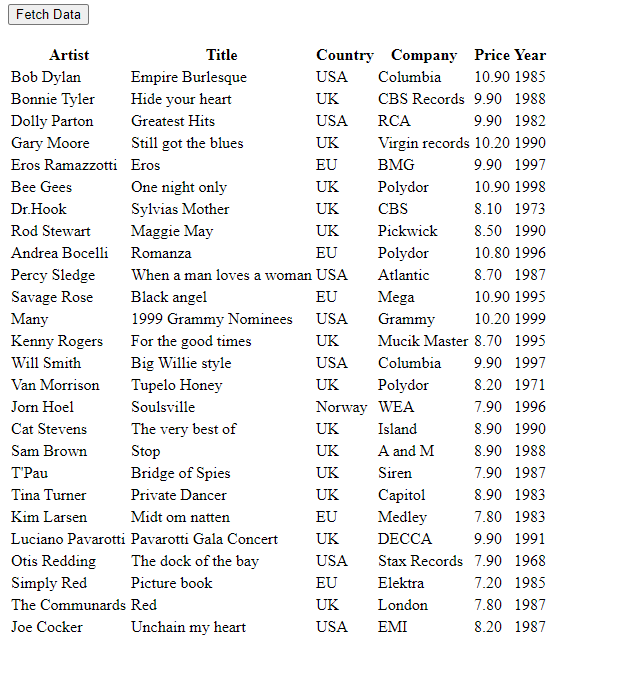 Fetch Data
Artist Title Country Company Price Year
Bob Dylan Empire Burlesque USA Columbia 10.90 1985
Bonnie Tyler Hide your heart UK CBS Records 9.90 1988
Dolly Parton Greatest Hits USA RCA 9.90 1982
Gary Moore Still got the blues UK Virgin records 10.20 1990
Eros Ramazzotti Eros EU BMG 9.90 1997
Bee Gees One night only UK Polydor 10.90 1998
Dr.Hook Sylvias Mother UK CBS 8.10 1973
Rod Stewart Maggie May UK Pickwick 8.50 1990
Andrea Bocelli Romanza EU Polydor 10.80 1996
Percy Sledge When a man loves a woman USA Atlantic 8.70 1987
Savage Rose Black angel EU Mega 10.90 1995
Many 1999 Grammy Nominees USA Grammy 10.20 1999
Kenny Rogers For the good times UK Mucik Master 8.70 1995
Will Smith Big Willie style USA Columbia 9.90 1997
Van Morrison Tupelo Honey UK Polydor 8.20 1971
Jorn Hoel Soulsville Norway WEA 7.90 1996
Cat Stevens The very best of UK Island 8.90 1990
Sam Brown Stop UK A and M 8.90 1988
T'Pau Bridge of Spies UK Siren 7.90 1987
Tina Turner Private Dancer UK Capitol 8.90 1983
Kim Larsen Midt om natten EU Medley 7.80 1983
Luciano Pavarotti Pavarotti Gala Concert UK DECCA 9.90 1991
Otis Redding The dock of the bay USA Stax Records 7.90 1968
Simply Red Picture book EU Elektra 7.20 1985
The Communards Red UK London 7.80 1987
Joe Cocker Unchain my heart USA EMI 8.20 1987